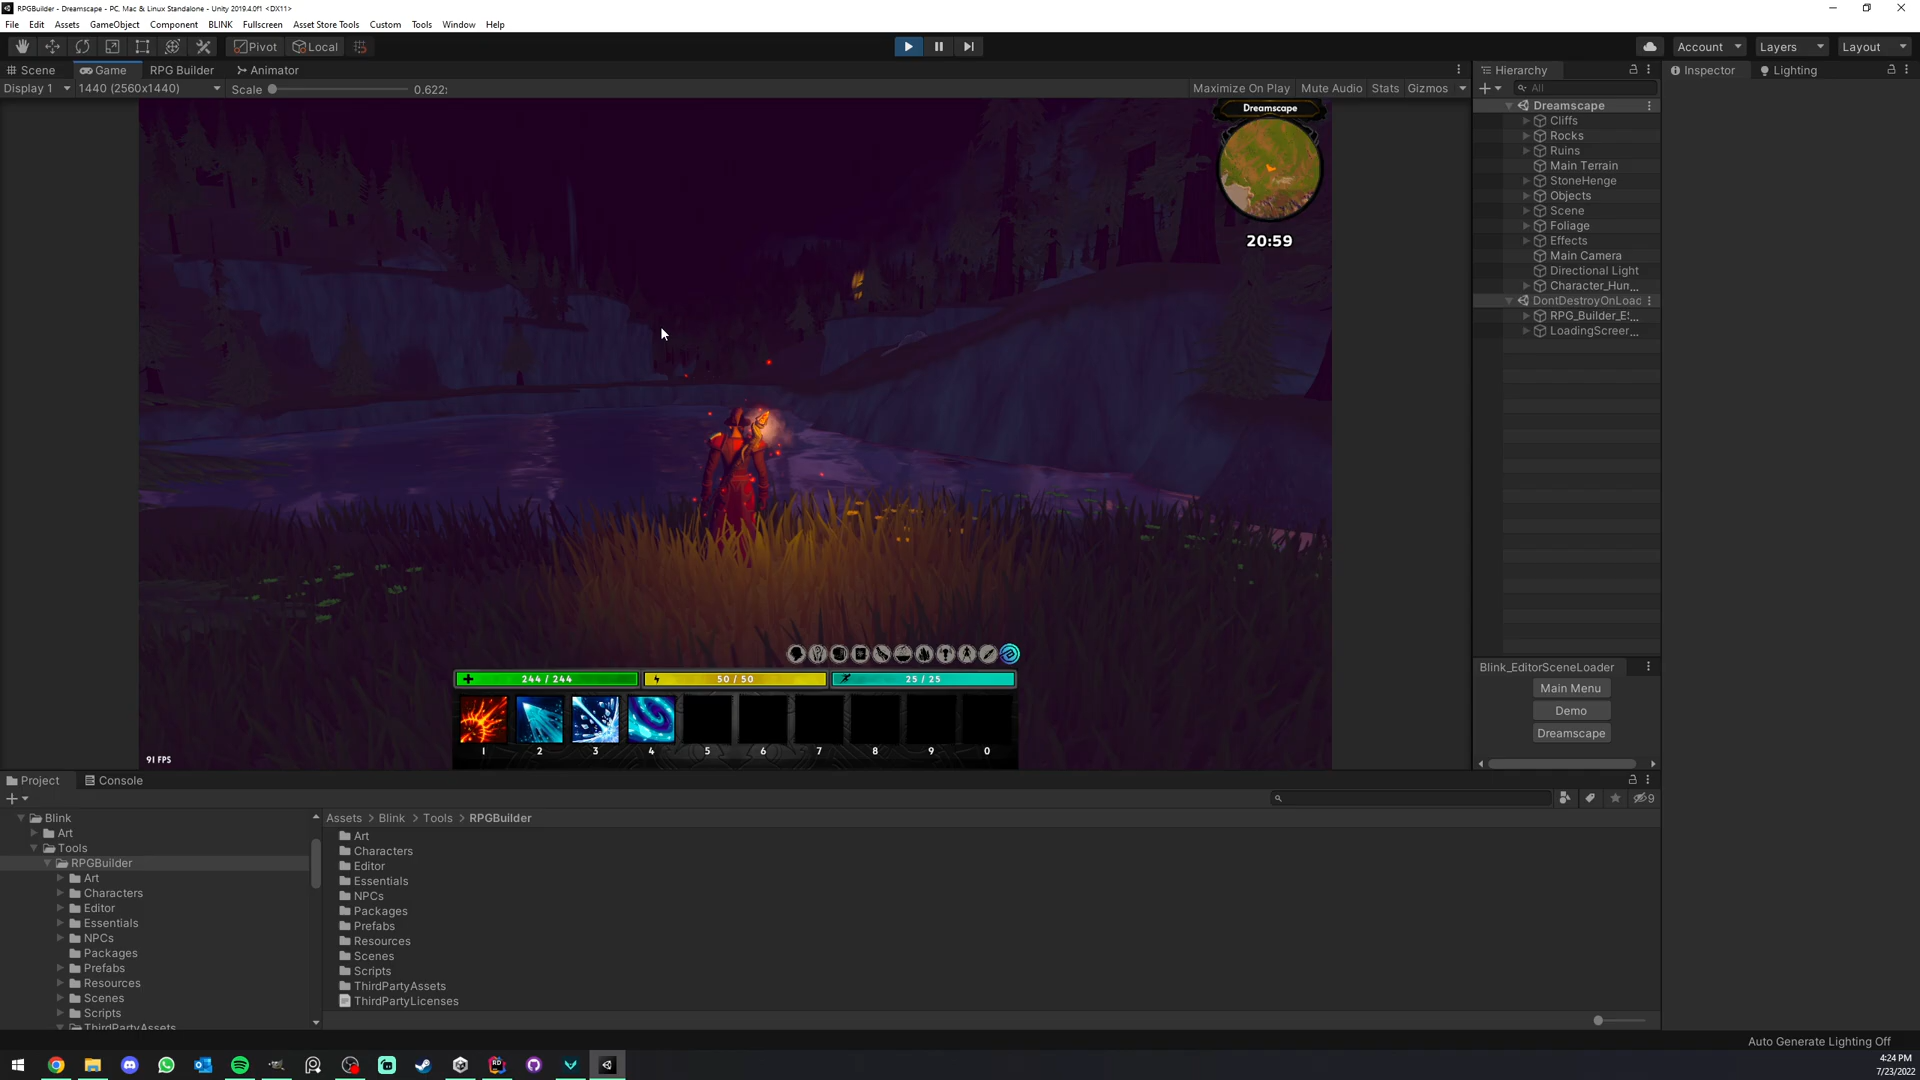 RPGBuilder - Dreamscape - PC, Mac & Linux Standalone - Unity 2019.4.0f1 <DX11>
File Edit Assets GameObject Component Tools BLINK Fullscreen Asset Store Tools Custom Tools Window Help
Pivot Local Account Layers Layout
Scene Game RPG Builder Animator Hierarchy Inspector Lighting
Display 1 1440 (2560x1440) Scale 0.622: Maximize On Play Mute Audio Stats Gizmos All
Dreamscape
20:59
244 / 244 50 / 50 25 / 25
1 2 3 4 5 6 7 8 9 0
91 FPS
Dreamscape
Cliffs
Rocks
Ruins
Main Terrain
StoneHenge
Objects
Scene
Foliage
Effects
Main Camera
Directional Light
Character_Hun...
DontDestroyOnLoad
RPG_Builder_ES...
LoadingScreen...
Blink_EditorSceneLoader
Main Menu
Demo
Dreamscape
Project Console
9
Blink
Art
Tools
RPGBuilder
Art
Characters
Editor
Essentials
NPCs
Packages
Prefabs
Resources
Scenes
Scripts
ThirdPartyAssets
Assets > Blink > Tools > RPGBuilder
Art
Characters
Editor
Essentials
NPCs
Packages
Prefabs
Resources
Scenes
Scripts
ThirdPartyAssets
ThirdPartyLicenses
Auto Generate Lighting Off
4:24 PM
7/23/2022